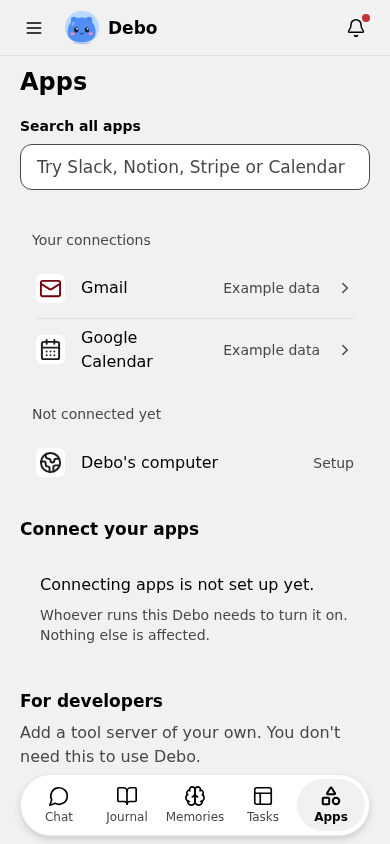 Debo
Apps
Search all apps
Try Slack, Notion, Stripe or Calendar
Your connections
Gmail
Example data
Google
Calendar
Example data
Not connected yet
Debo's computer
Setup
Connect your apps
Connecting apps is not set up yet.
Whoever runs this Debo needs to turn it on.
Nothing else is affected.
For developers
Add a tool server of your own. You don't
need this to use Debo.
Chat
Journal
Memories
Tasks
Apps